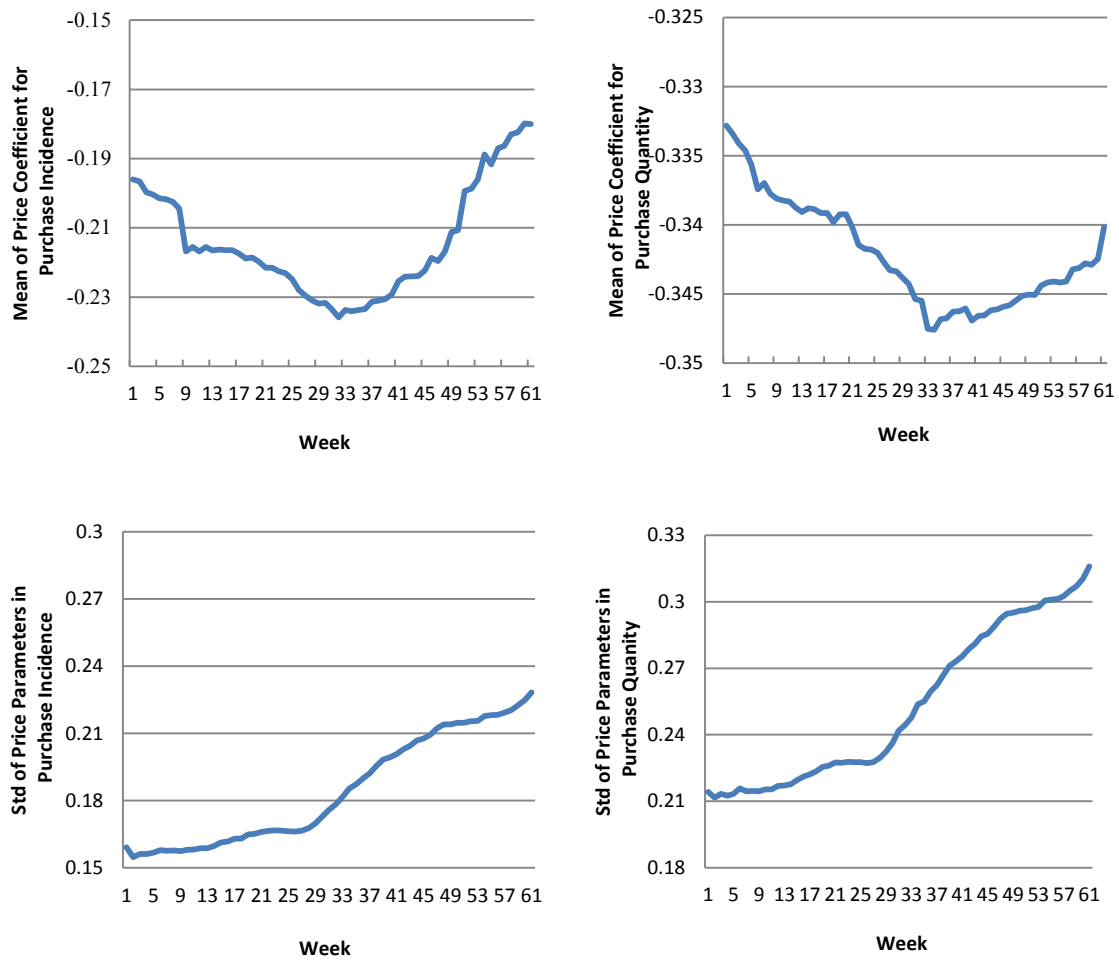 Mean of Price Coefficient for
Purchase Incidence
-0.15
-0.17
-0.19
-0.21
-0.23
-0.25
1 5 9 13 17 21 25 29 33 37 41 45 49 53 57 61
Week
Mean of Price Coefficient for
Purchase Quantity
-0.325
-0.33
-0.335
-0.34
-0.345
-0.35
1 5 9 13 17 21 25 29 33 37 41 45 49 53 57 61
Week
Std of Price Parameters in
Purchase Incidence
0.3
0.27
0.24
0.21
0.18
0.15
1 5 9 13 17 21 25 29 33 37 41 45 49 53 57 61
Week
Std of Price Parameters in
Purchase Quanity
0.33
0.3
0.27
0.24
0.21
0.18
1 5 9 13 17 21 25 29 33 37 41 45 49 53 57 61
Week